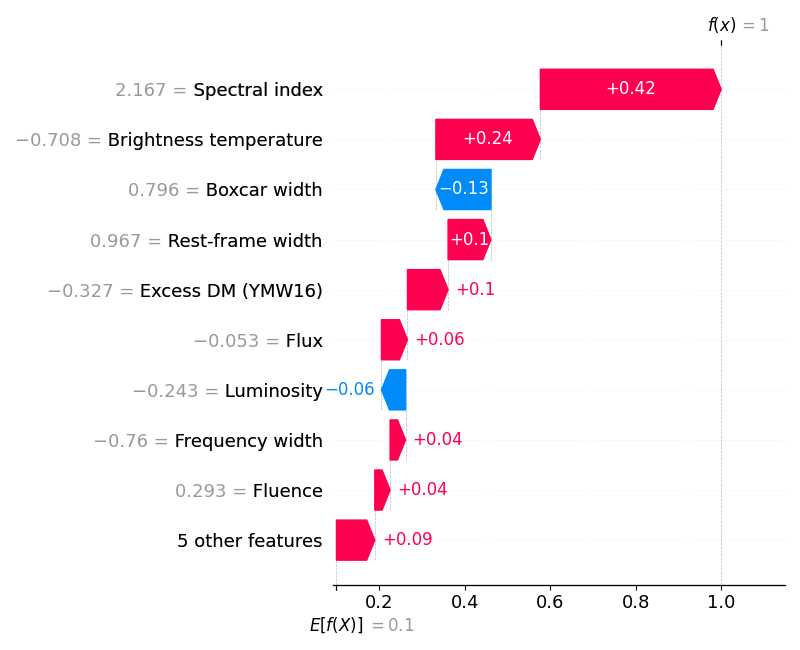 f(x) = 1
2.167 = Spectral index
+0.42
−0.708 = Brightness temperature
+0.24
0.796 = Boxcar width
−0.13
0.967 = Rest-frame width
+0.1
−0.327 = Excess DM (YMW16)
+0.1
−0.053 = Flux
+0.06
−0.243 = Luminosity
−0.06
−0.76 = Frequency width
+0.04
0.293 = Fluence
+0.04
5 other features
+0.09
0.2 0.4 0.6 0.8 1.0
E[f(X)] = 0.1